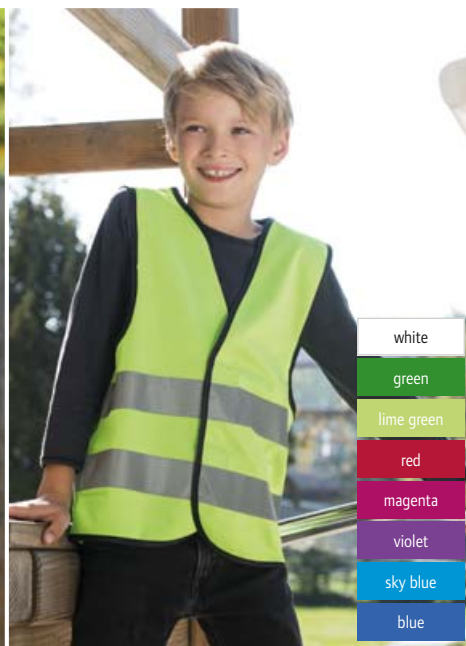 white
green
lime green
red
magenta
violet
sky blue
blue